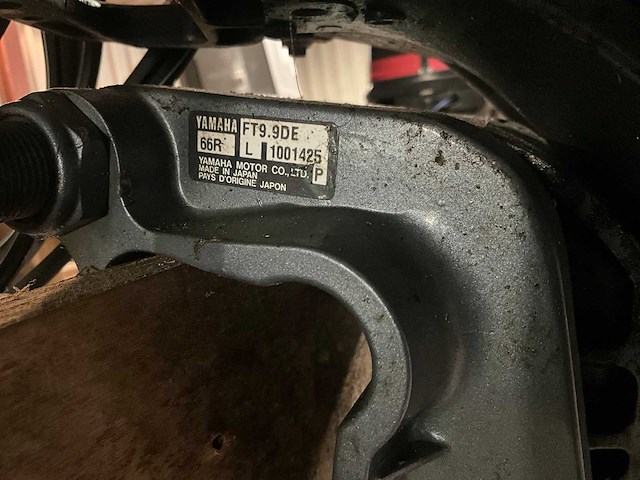 YAMAHA FT9.9DE
66R L 1001425
YAMAHA MOTOR CO.,LTD. P
MADE IN JAPAN
PAYS D'ORIGINE JAPON